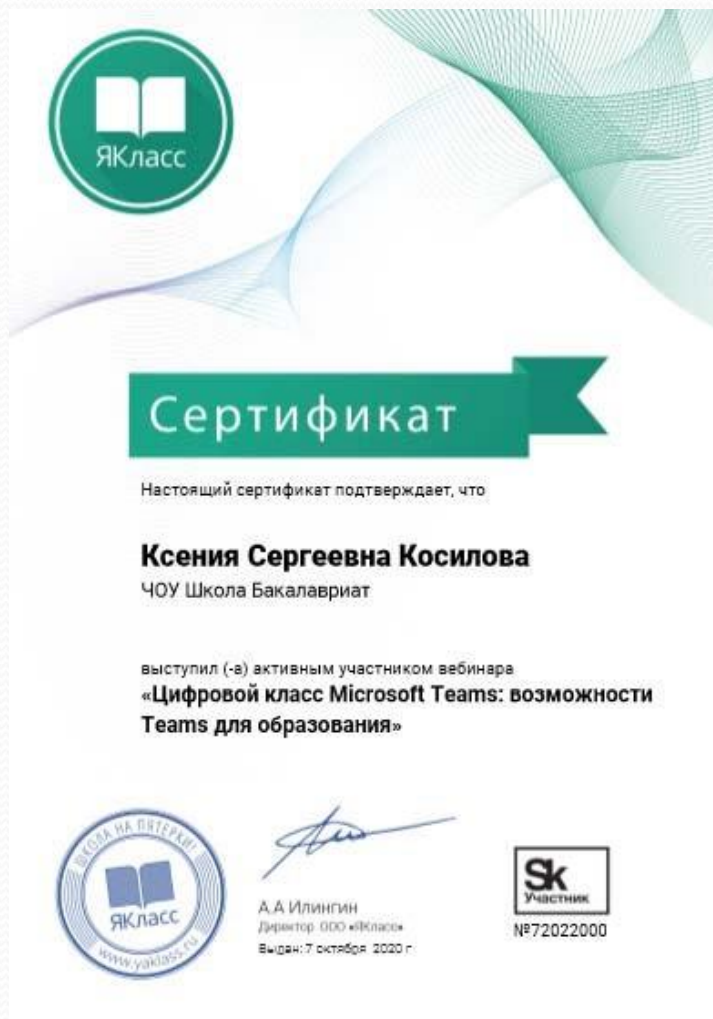 ЯКласс
Сертификат
Настоящий сертификат подтверждает, что
Ксения Сергеевна Косилова
ЧОУ Школа Бакалавриат
выступил (-а) активным участником вебинара
«Цифровой класс Microsoft Teams: возможности
Teams для образования»
ШКОЛА НА ПЯТЕРКИ!
ЯКласс
www.yaklass.ru
А.А Илингин
Директор ООО «ЯКласс»
Выдан: 7 октября 2020 г
Sk
Участник
№72022000